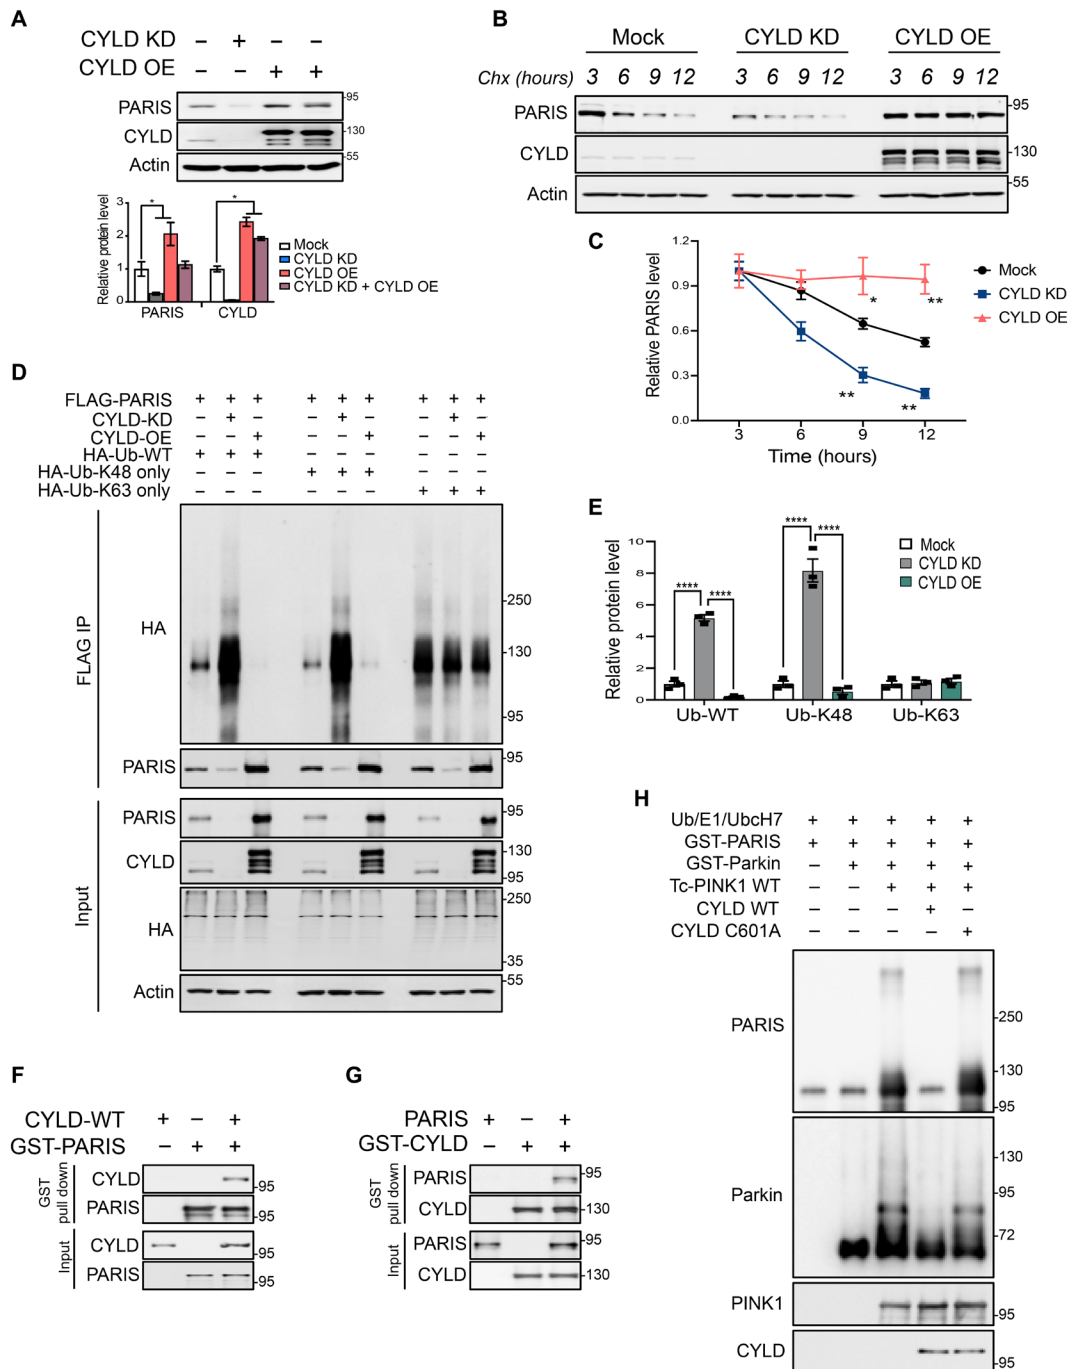 A
CYLD KD – + – –
CYLD OE – – + +
PARIS
95
CYLD
130
Actin
55
Relative protein level
3
2
1
0
*
*
PARIS CYLD
Mock
CYLD KD
CYLD OE
CYLD KD + CYLD OE
B
Mock CYLD KD CYLD OE
Chx (hours) 3 6 9 12 3 6 9 12 3 6 9 12
PARIS
95
CYLD
130
Actin
55
C
Relative PARIS level
1.2
0.9
0.6
0.3
0.0
* **
** **
3 6 9 12
Time (hours)
Mock
CYLD KD
CYLD OE
D
FLAG-PARIS + + + + + + + + +
CYLD-KD – + – – + – – + –
CYLD-OE – – + – – + – – +
HA-Ub-WT + + + – – – – – –
HA-Ub-K48 only – – – + + + – – –
HA-Ub-K63 only – – – – – – + + +
FLAG IP
HA
250
130
95
PARIS
95
Input
PARIS
95
CYLD
130
95
HA
250
35
Actin
55
E
Relative protein level
10
8
6
4
2
0
**** ****
**** ****
Ub-WT Ub-K48 Ub-K63
Mock
CYLD KD
CYLD OE
F
CYLD-WT + – +
GST-PARIS – + +
GST pull down
CYLD
95
PARIS
95
Input
CYLD
95
PARIS
95
G
PARIS + – +
GST-CYLD – + +
GST pull down
PARIS
95
CYLD
130
Input
PARIS
95
CYLD
130
H
Ub/E1/UbcH7 + + + + +
GST-PARIS + + + + +
GST-Parkin – + + + +
Tc-PINK1 WT – – + + +
CYLD WT – – – + –
CYLD C601A – – – – +
PARIS
250
130
95
Parkin
130
95
72
PINK1
95
CYLD
95